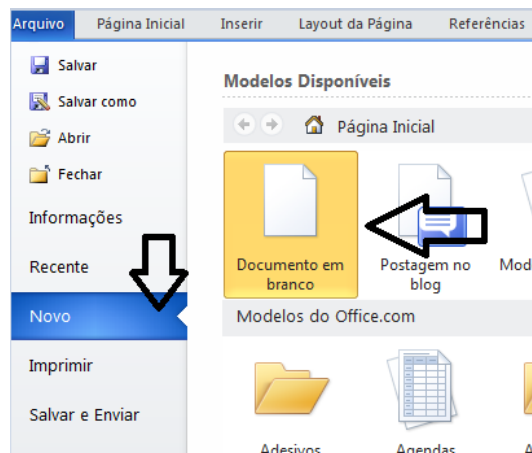 Arquivo Página Inicial Inserir Layout da Página Referências
Salvar
Salvar como
Abrir
Fechar
Informações
Recente
Novo
Imprimir
Salvar e Enviar
Modelos Disponíveis
Página Inicial
Documento em branco
Postagem no blog
Modelos do Office.com
Adesivos
Agendas